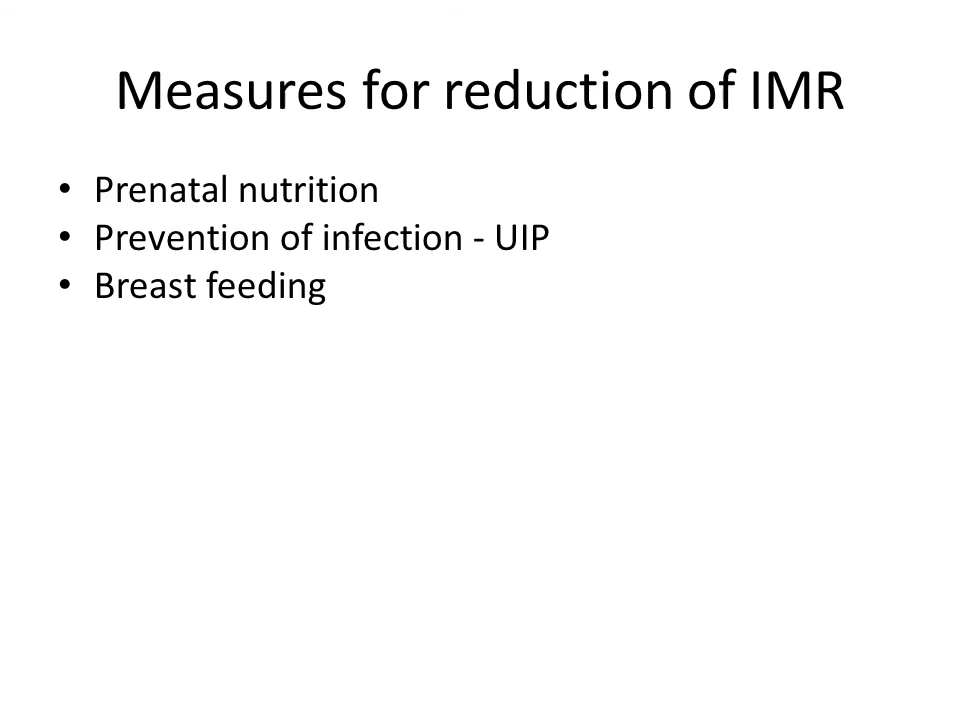 Measures for reduction of IMR
• Prenatal nutrition
• Prevention of infection - UIP
• Breast feeding